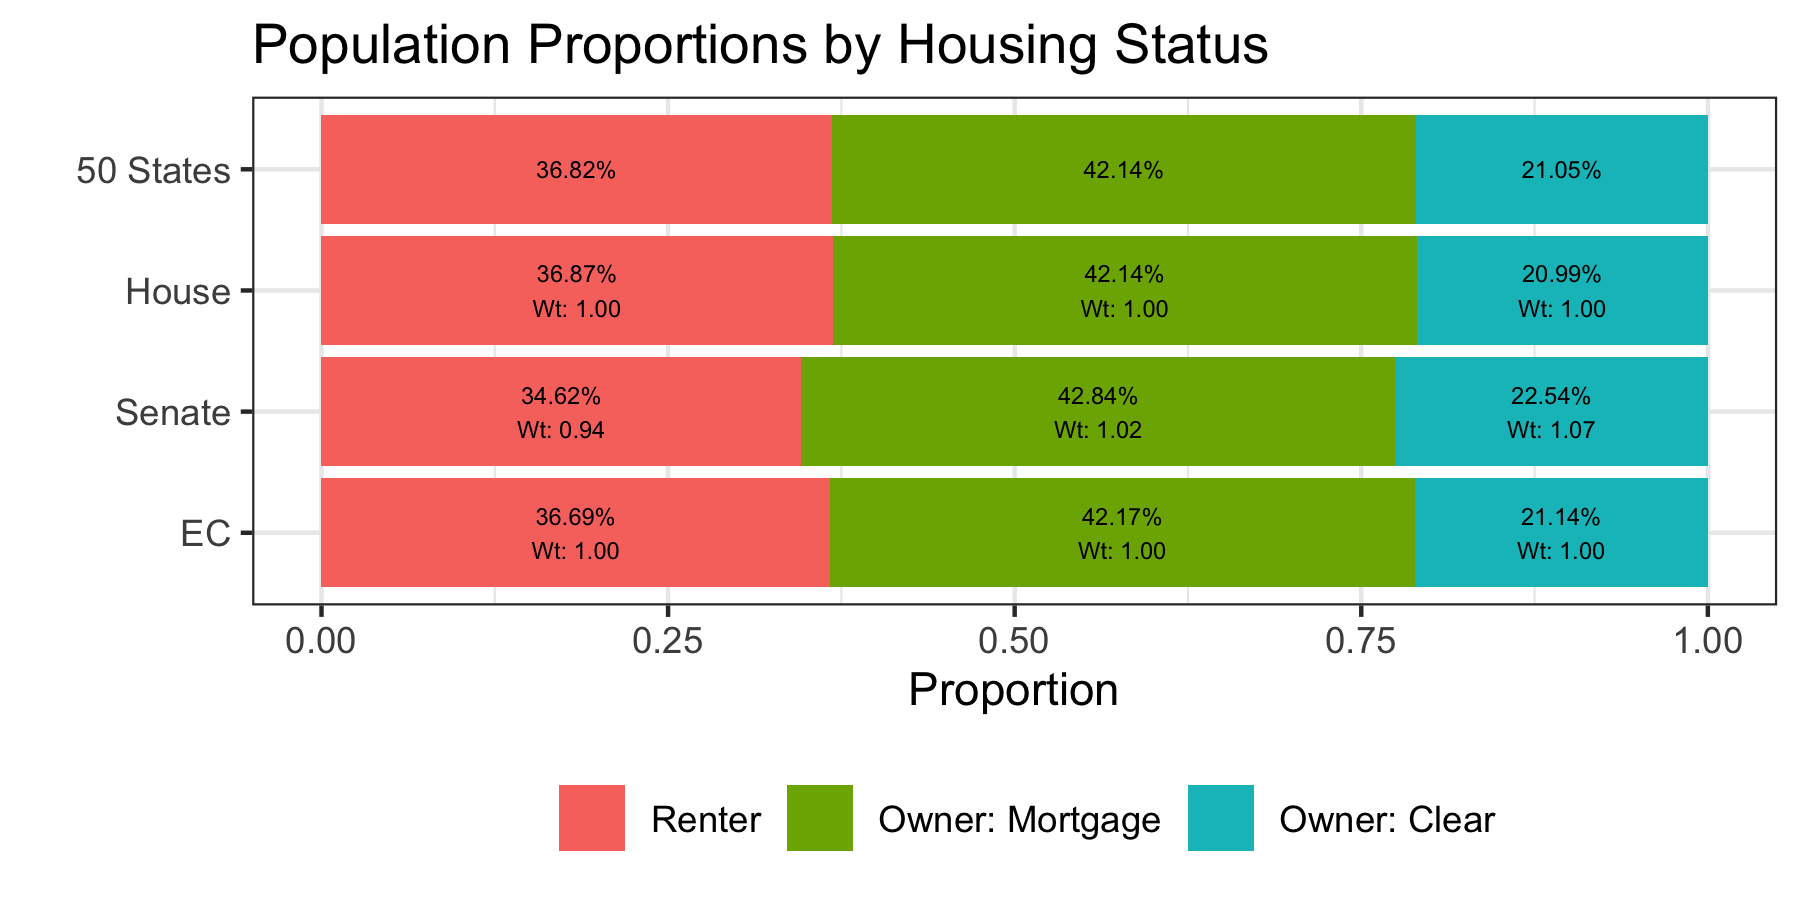 Population Proportions by Housing Status
50 States
36.82%
42.14%
21.05%
House
36.87%
42.14%
20.99%
Wt: 1.00
Wt: 1.00
Wt: 1.00
Senate
34.62%
42.84%
22.54%
Wt: 0.94
Wt: 1.02
Wt: 1.07
EC
36.69%
42.17%
21.14%
Wt: 1.00
Wt: 1.00
Wt: 1.00
0.00
0.25
0.50
0.75
1.00
Proportion
Renter
Owner: Mortgage
Owner: Clear